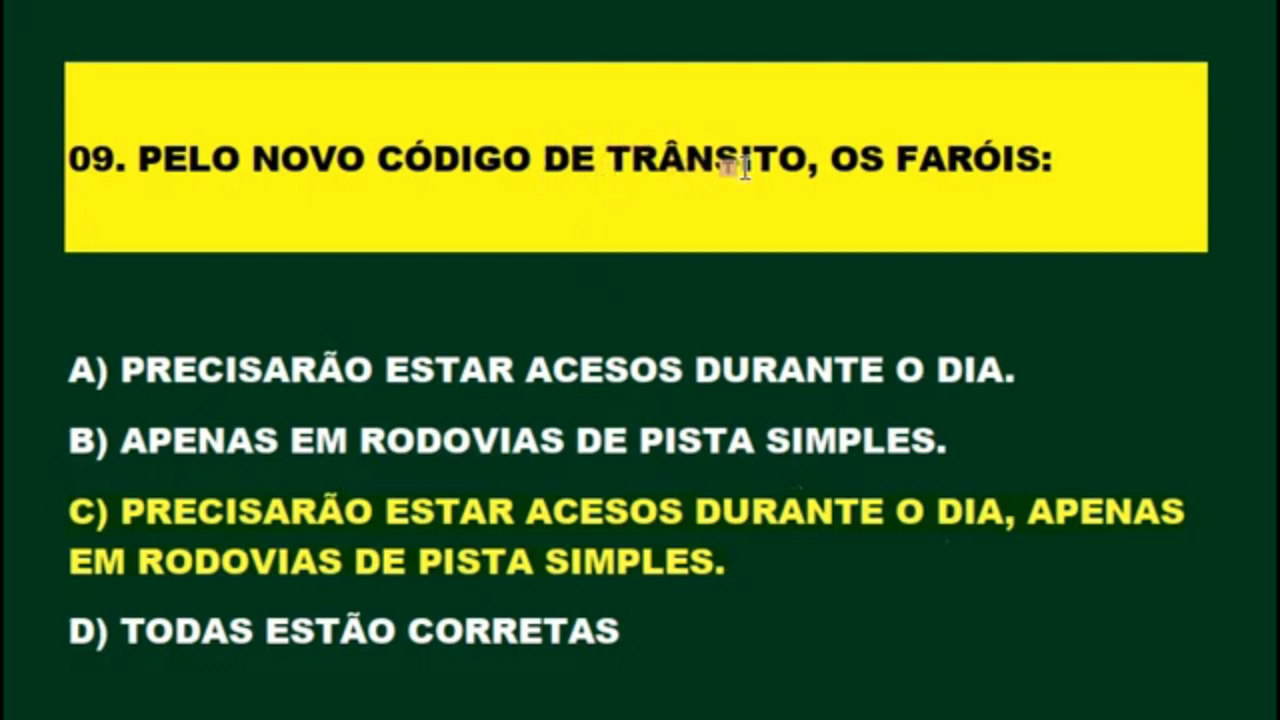 09. PELO NOVO CÓDIGO DE TRÂNSITO, OS FARÓIS:
A) PRECISARÃO ESTAR ACESOS DURANTE O DIA.
B) APENAS EM RODOVIAS DE PISTA SIMPLES.
C) PRECISARÃO ESTAR ACESOS DURANTE O DIA, APENAS
EM RODOVIAS DE PISTA SIMPLES.
D) TODAS ESTÃO CORRETAS